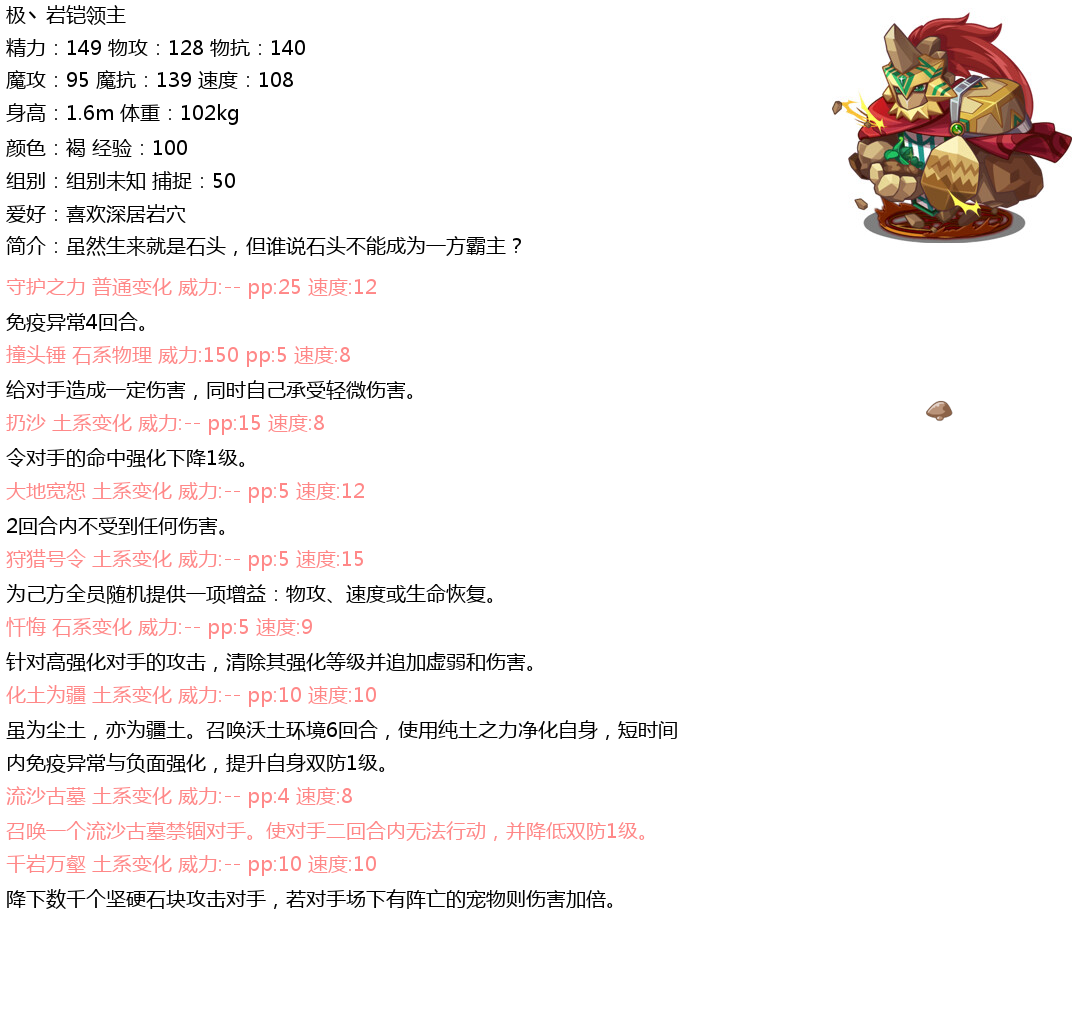 极丶岩铠领主
精力：149 物攻：128 物抗：140
魔攻：95 魔抗：139 速度：108
身高：1.6m 体重：102kg
颜色：褐 经验：100
组别：组别未知 捕捉：50
爱好：喜欢深居岩穴
简介：虽然生来就是石头，但谁说石头不能成为一方霸主？
守护之力 普通变化 威力:-- pp:25 速度:12
免疫异常4回合。
撞头锤 石系物理 威力:150 pp:5 速度:8
给对手造成一定伤害，同时自己承受轻微伤害。
扔沙 土系变化 威力:-- pp:15 速度:8
令对手的命中强化下降1级。
大地宽恕 土系变化 威力:-- pp:5 速度:12
2回合内不受到任何伤害。
狩猎号令 土系变化 威力:-- pp:5 速度:15
为己方全员随机提供一项增益：物攻、速度或生命恢复。
忏悔 石系变化 威力:-- pp:5 速度:9
针对高强化对手的攻击，清除其强化等级并追加虚弱和伤害。
化土为疆 土系变化 威力:-- pp:10 速度:10
虽为尘土，亦为疆土。召唤沃土环境6回合，使用纯土之力净化自身，短时间
内免疫异常与负面强化，提升自身双防1级。
流沙古墓 土系变化 威力:-- pp:4 速度:8
召唤一个流沙古墓禁锢对手。使对手二回合内无法行动，并降低双防1级。
千岩万壑 土系变化 威力:-- pp:10 速度:10
降下数千个坚硬石块攻击对手，若对手场下有阵亡的宠物则伤害加倍。